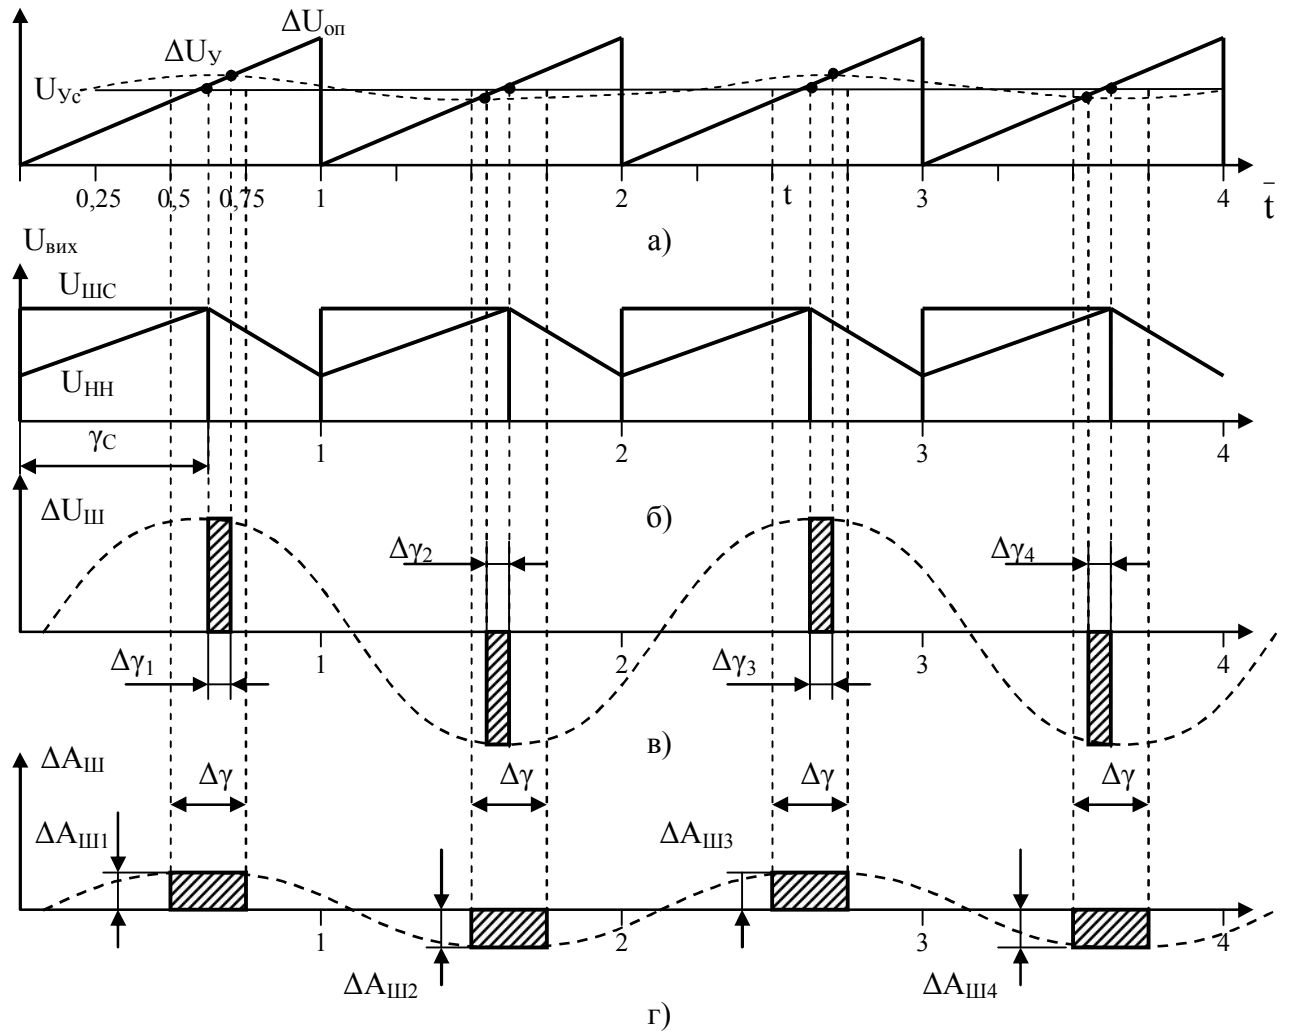 ΔUоп
ΔUУ
UУс
0,25 0,5 0,75 1 2 t 3 4 t̅
а)
Uвих
UШС
UНН
γС
1 2 3 4
б)
ΔUШ
Δγ2 Δγ4
1 2 3 4
Δγ1 Δγ3
в)
ΔAШ
Δγ Δγ Δγ Δγ
ΔAШ1 ΔAШ3
1 2 3 4
ΔAШ2 ΔAШ4
г)